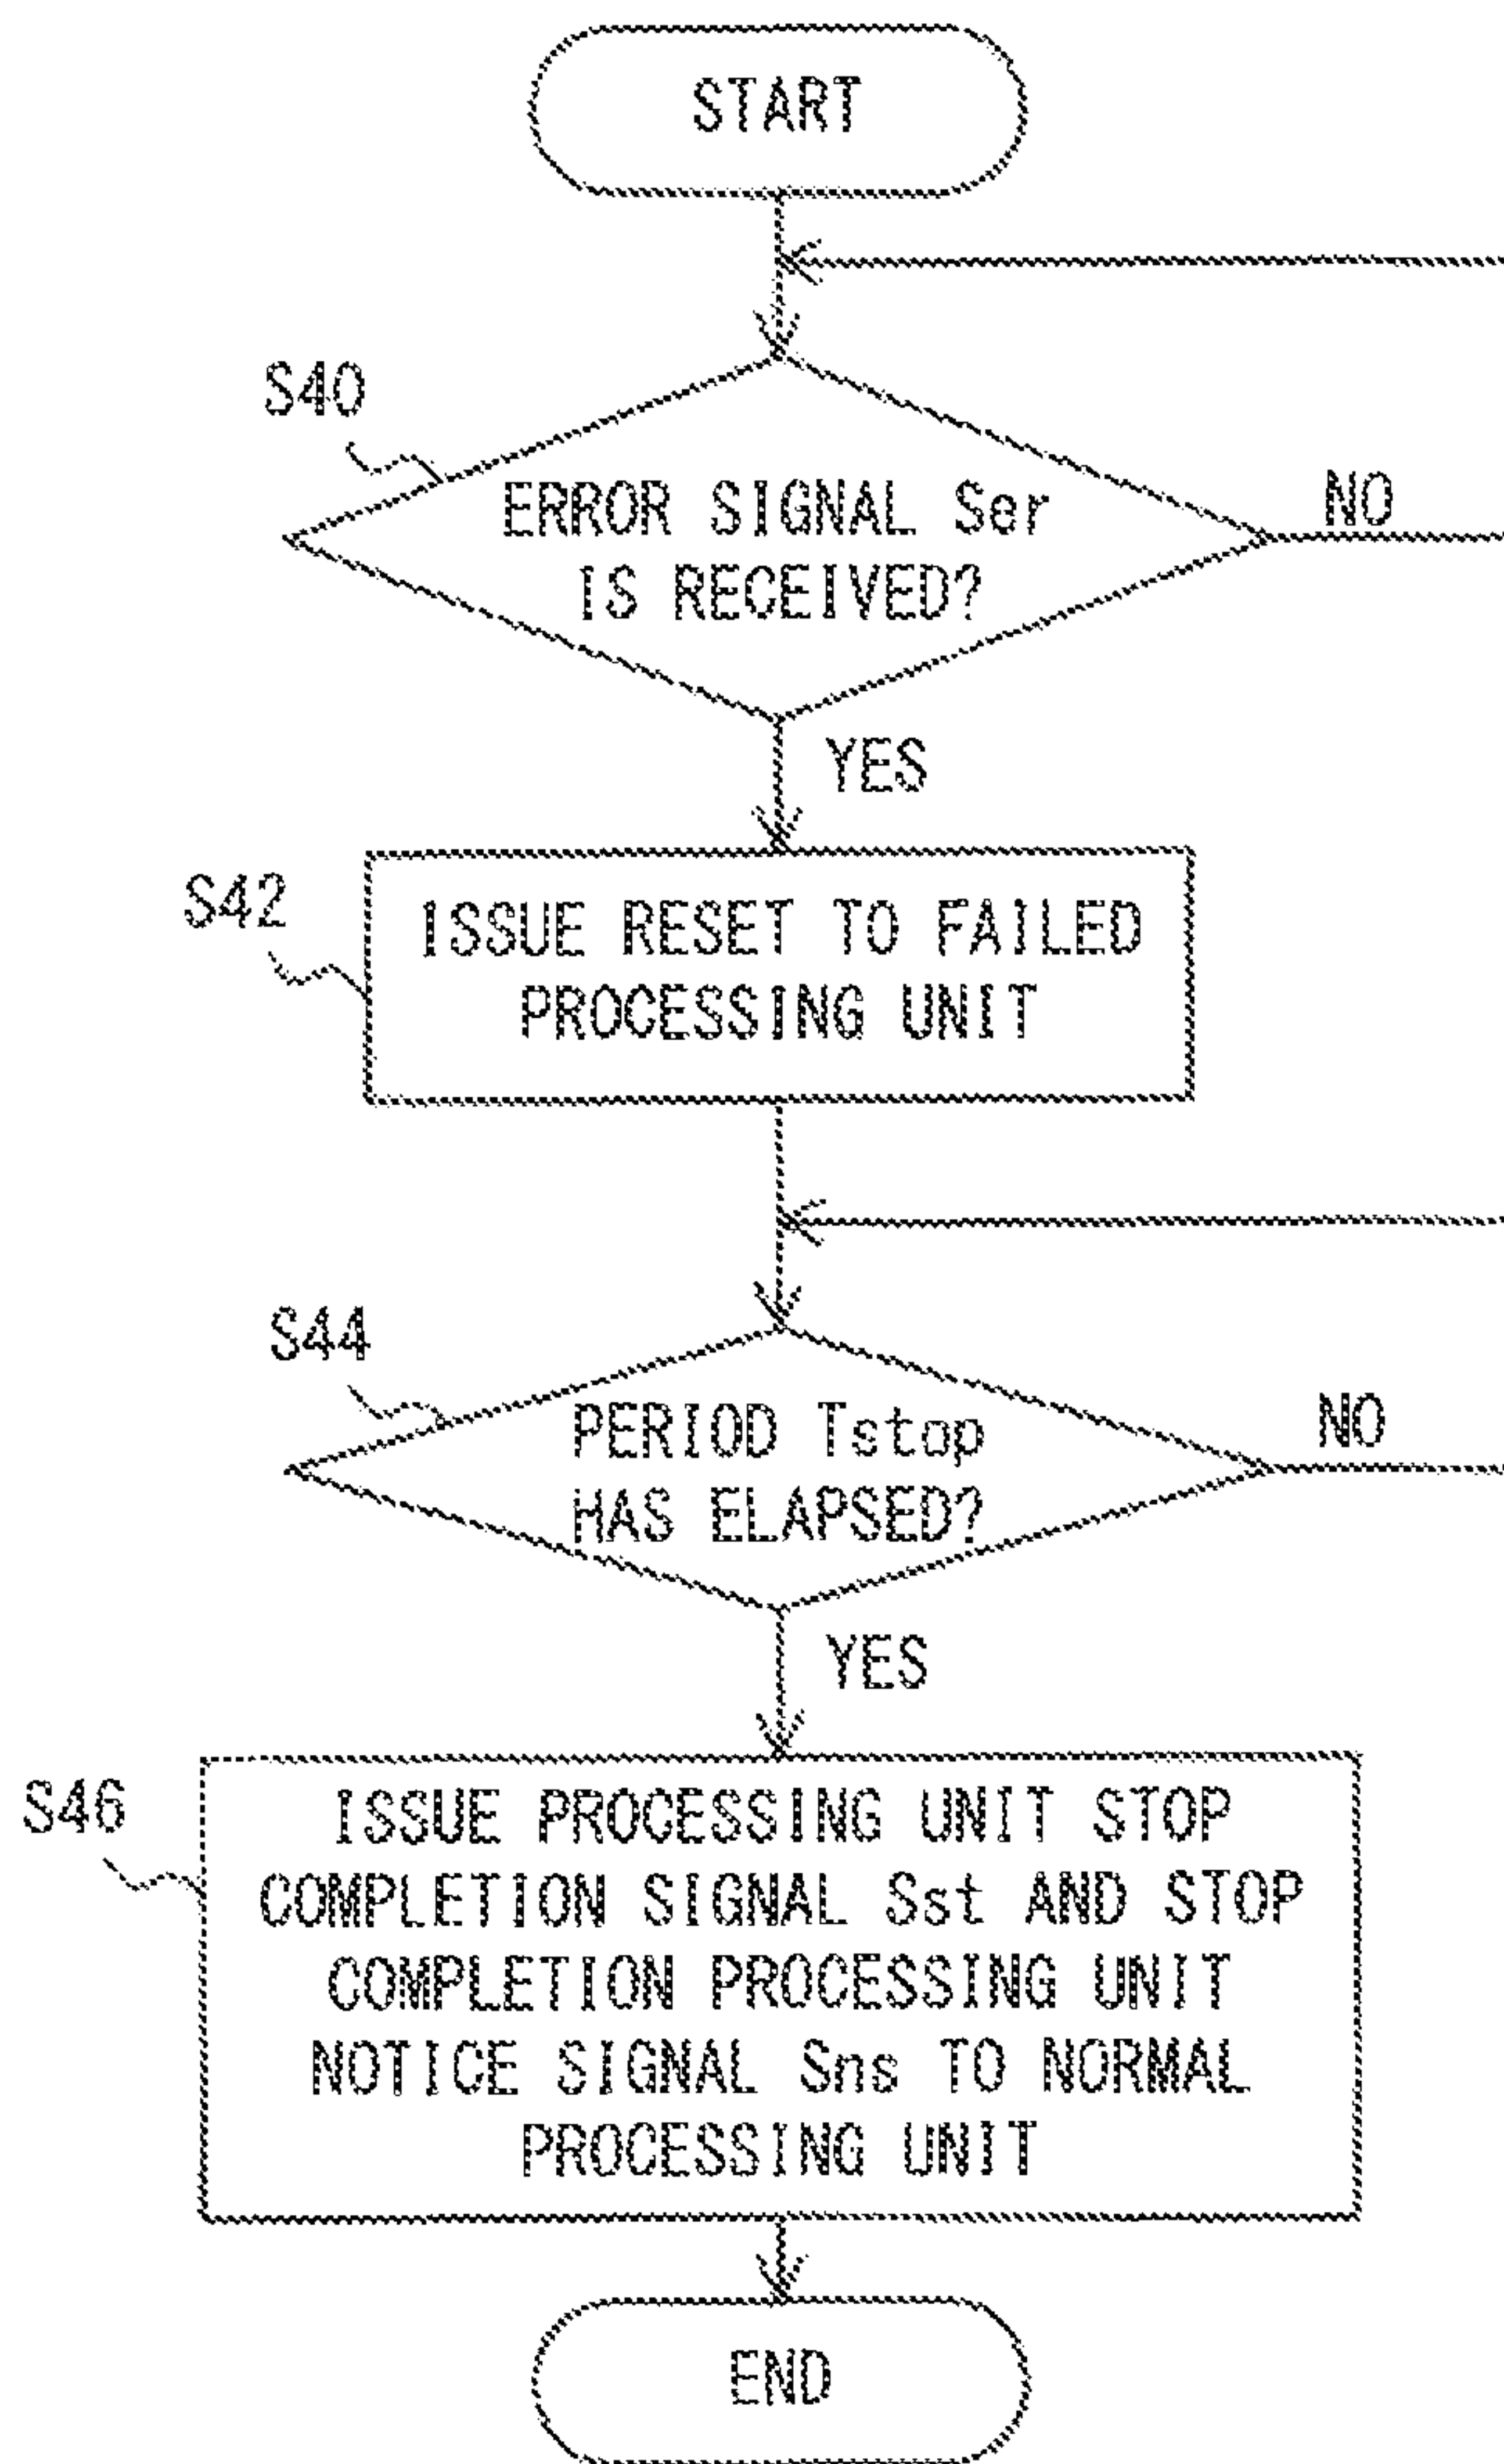 START
S40
ERROR SIGNAL Ser
IS RECEIVED?
NO
YES
S42
ISSUE RESET TO FAILED
PROCESSING UNIT
S44
PERIOD Tstop
HAS ELAPSED?
NO
YES
S46
ISSUE PROCESSING UNIT STOP
COMPLETION SIGNAL Sst AND STOP
COMPLETION PROCESSING UNIT
NOTICE SIGNAL Sns TO NORMAL
PROCESSING UNIT
END